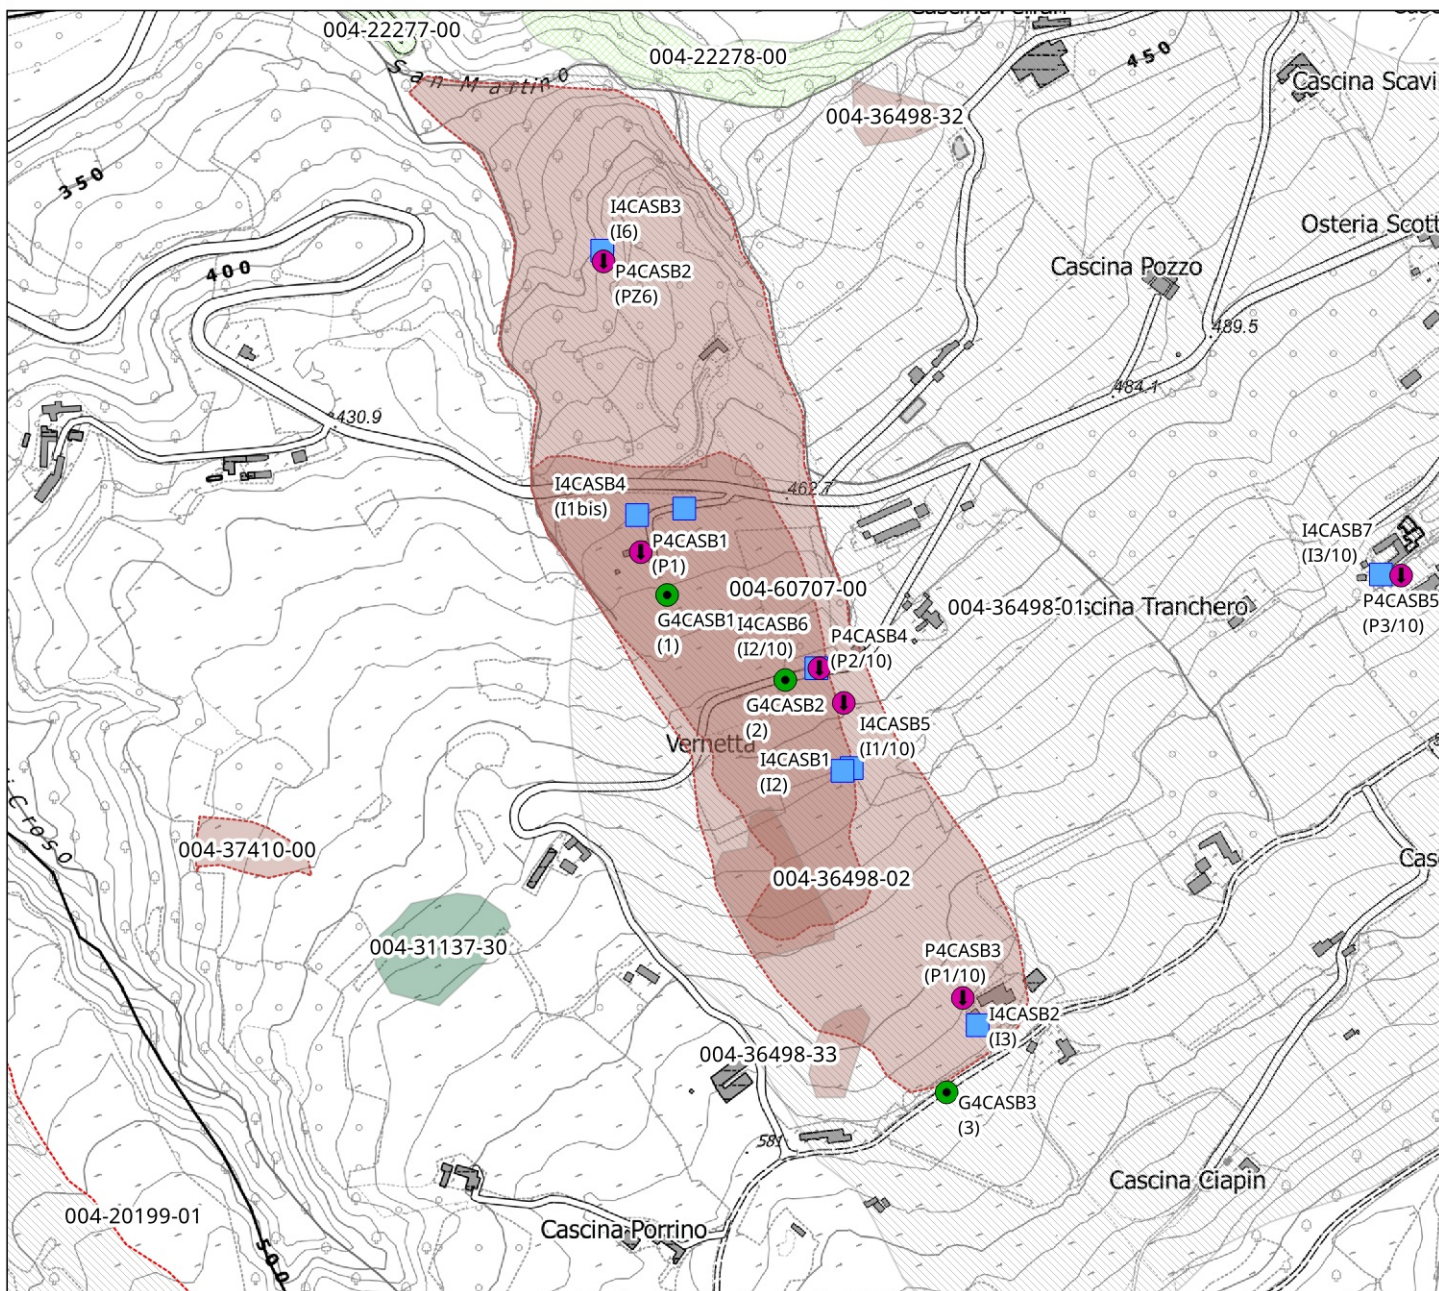 004-22277-00
004-22278-00
450
Cascina Scavi
San Martino
004-36498-32
350
I4CASB3
(I6)
Osteria Scott
400
P4CASB2
(PZ6)
Cascina Pozzo
489.5
484.1
430.9
I4CASB4
(I1bis)
462.7
I4CASB7
(I3/10)
P4CASB1
(P1)
004-60707-00
004-36498-01
scina Tranchero
P4CASB5
(P3/10)
G4CASB1
(1)
I4CASB6
(I2/10)
P4CASB4
(P2/10)
G4CASB2
(2)
I4CASB5
(I1/10)
Vernetta
I4CASB1
(I2)
Croso
004-37410-00
Casc
004-36498-02
004-31137-30
P4CASB3
(P1/10)
I4CASB2
(I3)
004-36498-33
G4CASB3
(3)
581
Cascina Ciapin
004-20199-01
Cascina Porrino
500